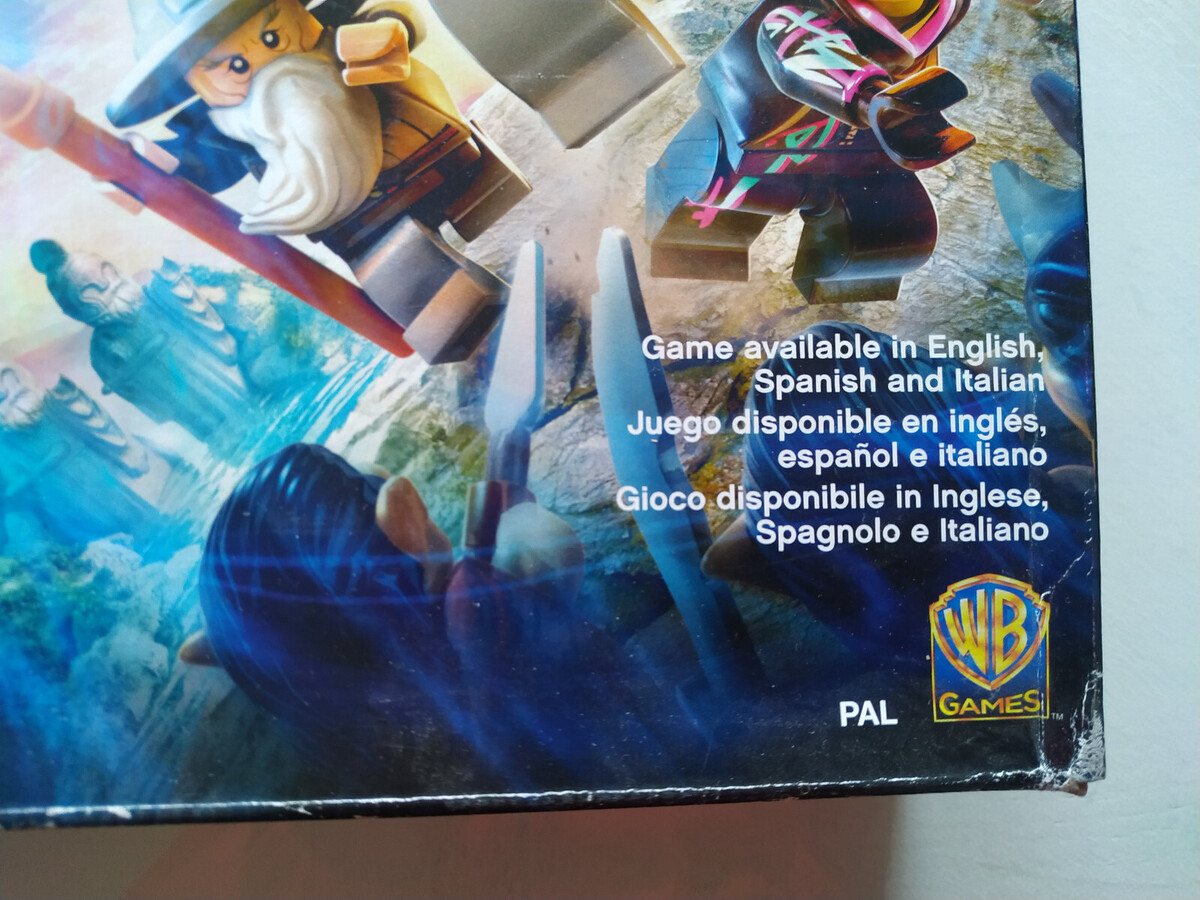 Game available in English,
Spanish and Italian
Juego disponible en inglés,
español e italiano
Gioco disponibile in Inglese,
Spagnolo e Italiano
WB
GAMES
TM
PAL